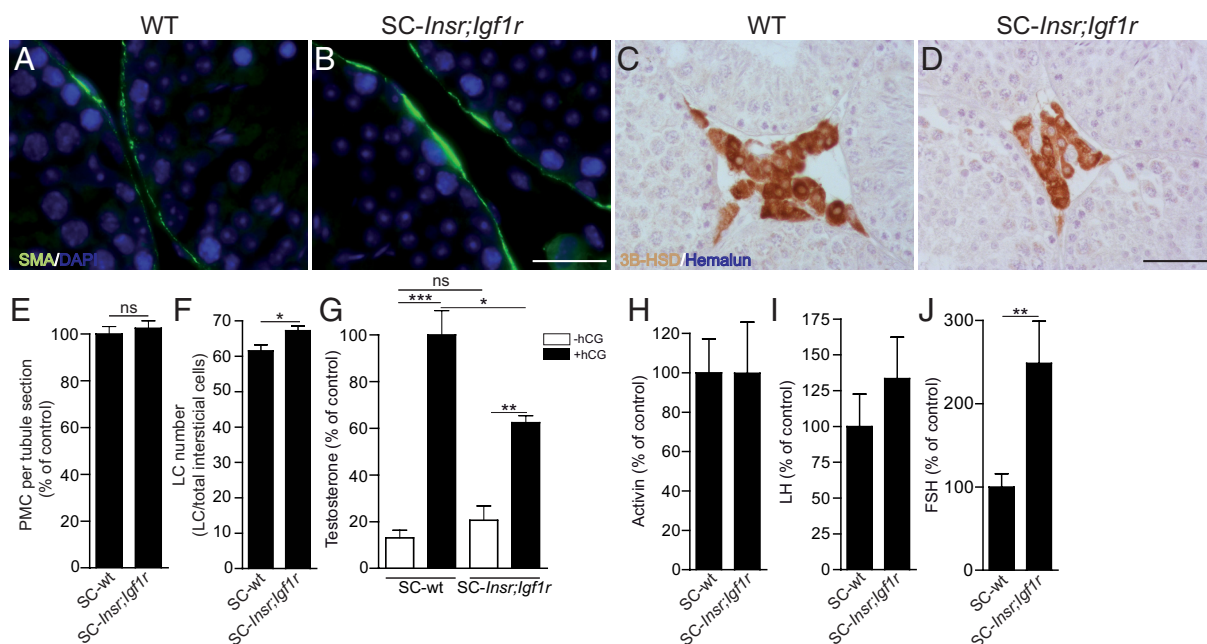 WT
SC-Insr;Igf1r
WT
SC-Insr;Igf1r
A
B
C
D
SMA/DAPI
3B-HSD/Hemalun
E
ns
100
80
60
40
20
0
PMC per tubule section
(% of control)
SC-wt
SC-Insr;Igf1r
F
*
70
60
50
40
30
20
10
0
LC number
(LC/total intersticial cells)
SC-wt
SC-Insr;Igf1r
G
ns
***
*
**
-hCG
+hCG
100
80
60
40
20
0
Testosterone (% of control)
SC-wt
SC-Insr;Igf1r
H
120
100
80
60
40
20
0
Activin (% of control)
SC-wt
SC-Insr;Igf1r
I
175
150
125
100
75
50
25
0
LH (% of control)
SC-wt
SC-Insr;Igf1r
J
**
300
200
100
0
FSH (% of control)
SC-wt
SC-Insr;Igf1r